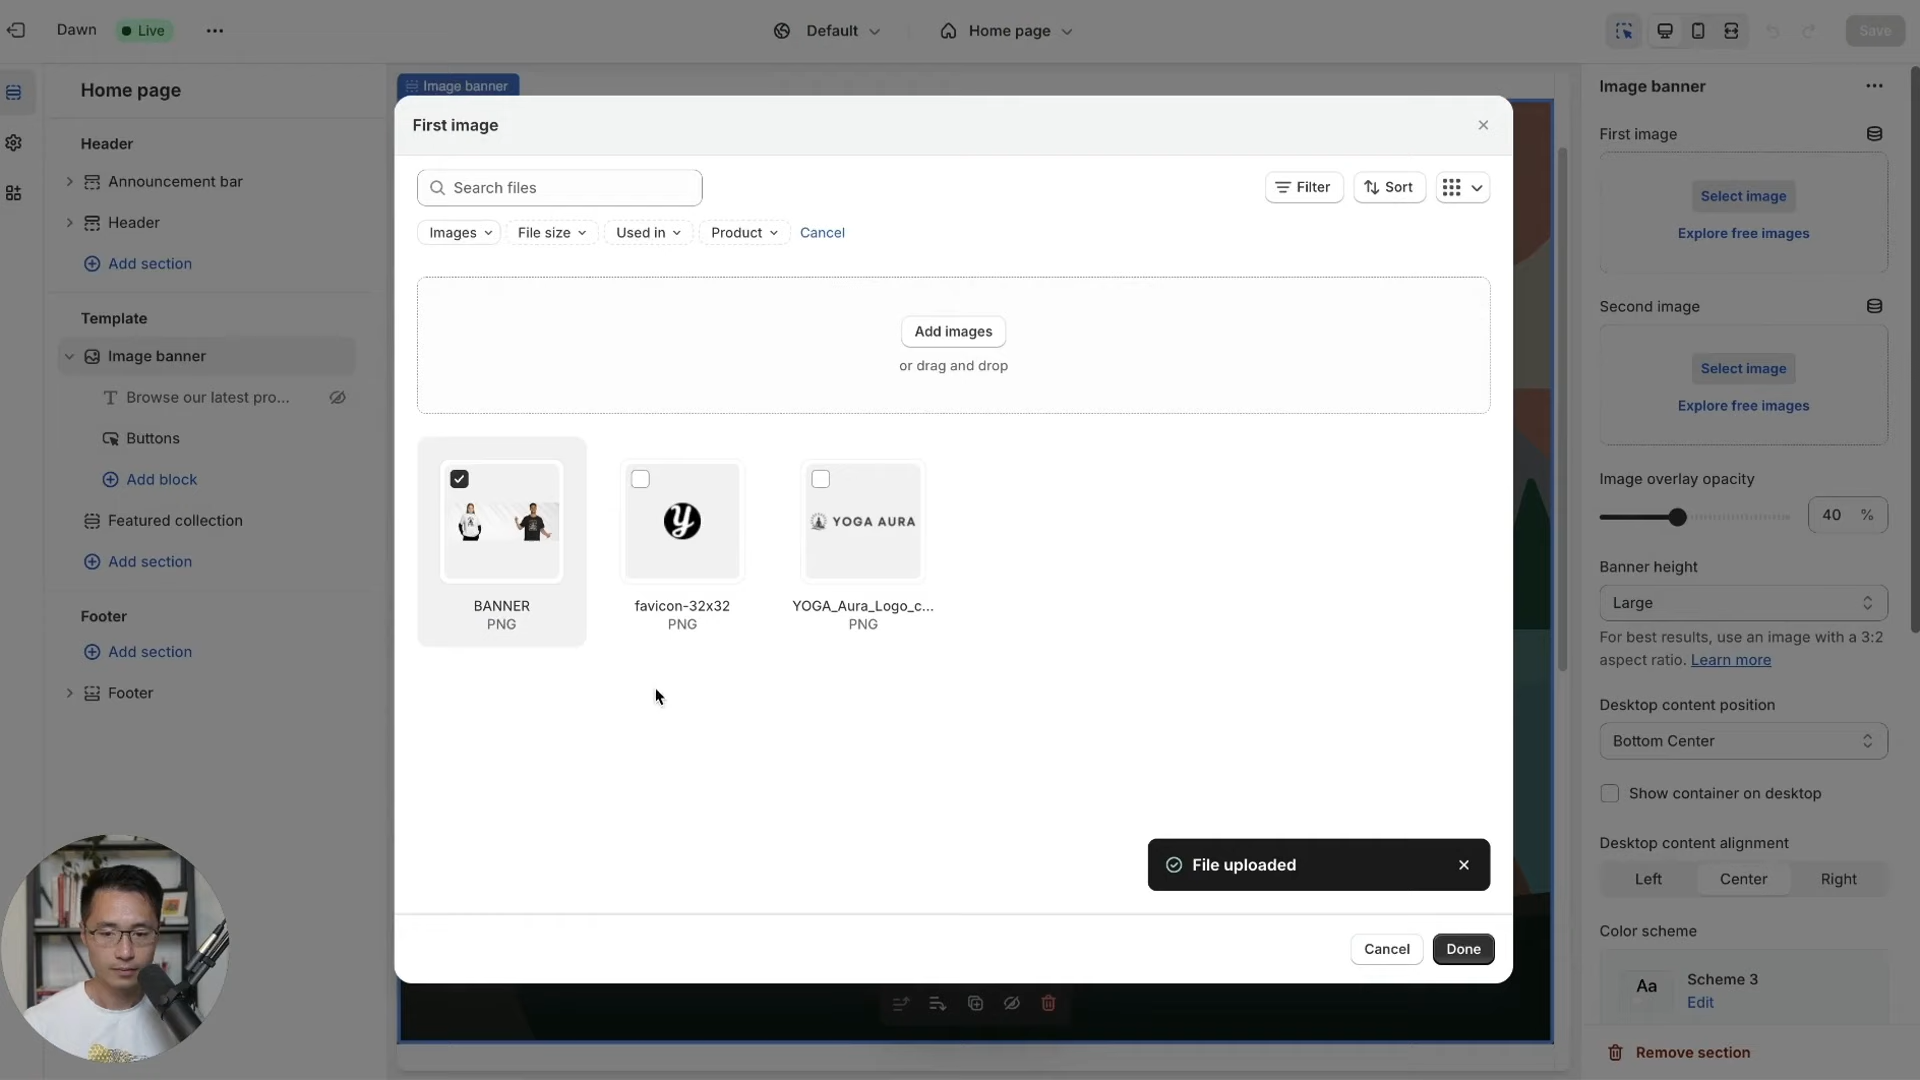 Dawn
Live
Default
Home page
Save
Home page
Header
Announcement bar
Header
Add section
Template
Image banner
Browse our latest pro...
Buttons
Add block
Featured collection
Add section
Footer
Add section
Footer
Image banner
First image
Search files
Filter
Sort
Images
File size
Used in
Product
Cancel
Add images
or drag and drop
YOGA AURA
BANNER
PNG
y
favicon-32x32
PNG
YOGA_Aura_Logo_c...
PNG
File uploaded
Cancel
Done
Image banner
First image
Select image
Explore free images
Second image
Select image
Explore free images
Image overlay opacity
40 %
Banner height
Large
For best results, use an image with a 3:2
aspect ratio. Learn more
Desktop content position
Bottom Center
Show container on desktop
Desktop content alignment
Left Center Right
Color scheme
Aa
Scheme 3
Edit
Remove section